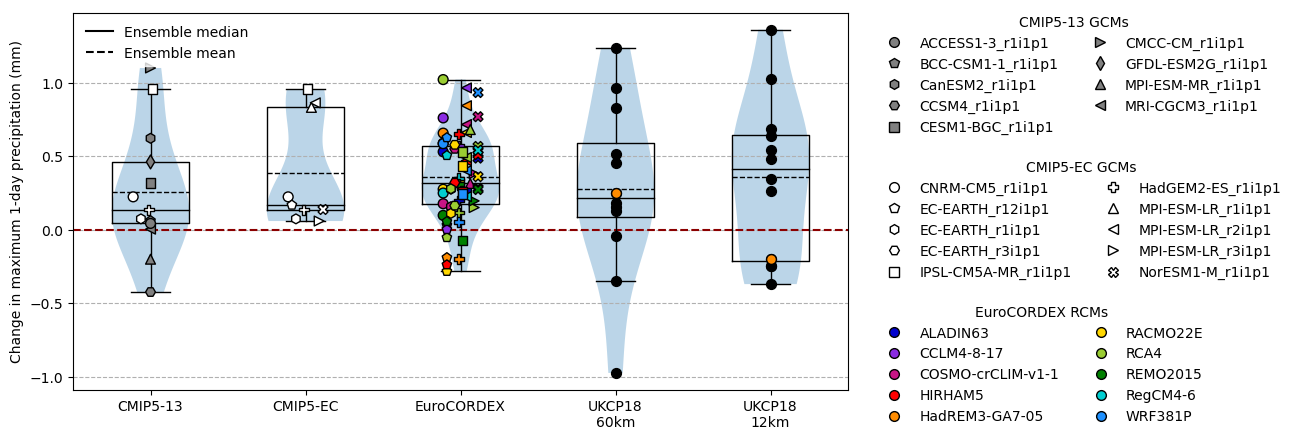 Change in maximum 1-day precipitation (mm)
1.0
0.5
0.0
−0.5
−1.0
Ensemble median
Ensemble mean
CMIP5-13
CMIP5-EC
EuroCORDEX
UKCP18
60km
UKCP18
12km
CMIP5-13 GCMs
ACCESS1-3_r1i1p1
BCC-CSM1-1_r1i1p1
CanESM2_r1i1p1
CCSM4_r1i1p1
CESM1-BGC_r1i1p1
CMCC-CM_r1i1p1
GFDL-ESM2G_r1i1p1
MPI-ESM-MR_r1i1p1
MRI-CGCM3_r1i1p1
CMIP5-EC GCMs
CNRM-CM5_r1i1p1
EC-EARTH_r12i1p1
EC-EARTH_r1i1p1
EC-EARTH_r3i1p1
IPSL-CM5A-MR_r1i1p1
HadGEM2-ES_r1i1p1
MPI-ESM-LR_r1i1p1
MPI-ESM-LR_r2i1p1
MPI-ESM-LR_r3i1p1
NorESM1-M_r1i1p1
EuroCORDEX RCMs
ALADIN63
CCLM4-8-17
COSMO-crCLIM-v1-1
HIRHAM5
HadREM3-GA7-05
RACMO22E
RCA4
REMO2015
RegCM4-6
WRF381P